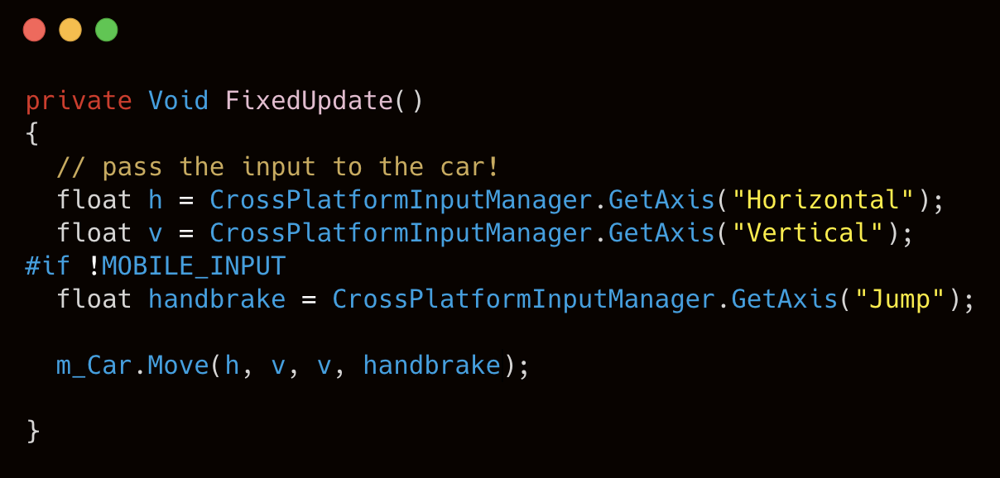 private Void FixedUpdate()
{
  // pass the input to the car!
  float h = CrossPlatformInputManager.GetAxis("Horizontal");
  float v = CrossPlatformInputManager.GetAxis("Vertical");
#if !MOBILE_INPUT
  float handbrake = CrossPlatformInputManager.GetAxis("Jump");
  m_Car.Move(h, v, v, handbrake);
}